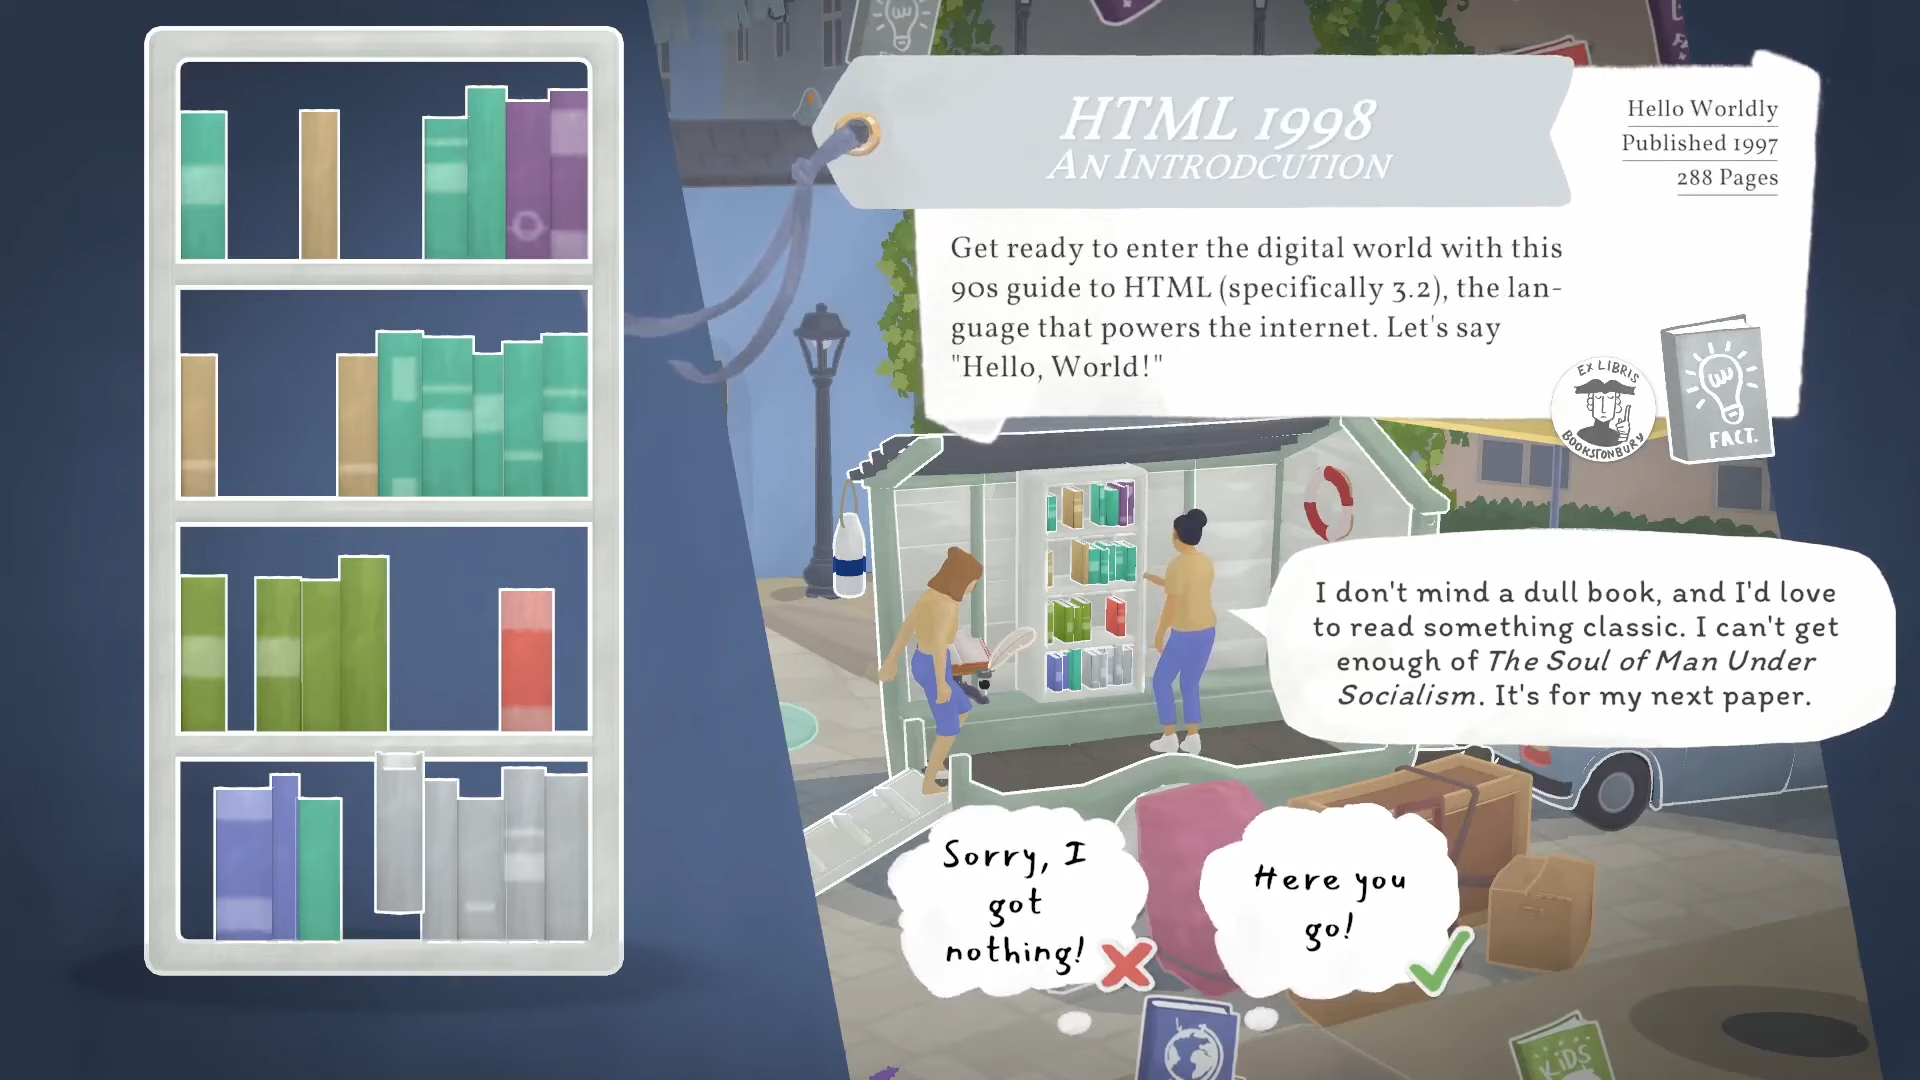 HTML 1998
An Introdcution
Hello Worldly
Published 1997
288 Pages
Get ready to enter the digital world with this
90s guide to HTML (specifically 3.2), the lan-
guage that powers the internet. Let's say
"Hello, World!"
EX LIBRIS
BOOKSTONBURY
FACT.
I don't mind a dull book, and I'd love
to read something classic. I can't get
enough of The Soul of Man Under
Socialism. It's for my next paper.
Sorry, I
got
nothing!
Here you
go!
KiDS